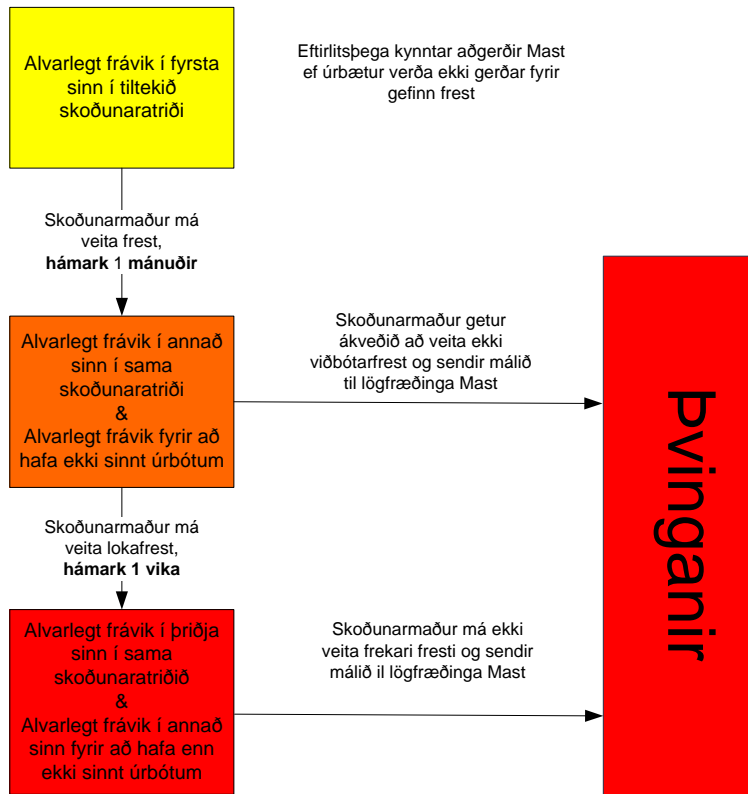 Alvarlegt frávik í fyrsta
sinn í tiltekið
skoðunaratriði
Eftirlitsþega kynntar aðgerðir Mast
ef úrbætur verða ekki gerðar fyrir
gefinn frest
Skoðunarmaður má
veita frest,
hámark 1 mánuðir
Alvarlegt frávik í annað
sinn í sama
skoðunaratriði
&
Alvarlegt frávik fyrir að
hafa ekki sinnt úrbótum
Skoðunarmaður getur
ákveðið að veita ekki
viðbótarfrest og sendir málið
til lögfræðinga Mast
Skoðunarmaður má
veita lokafrest,
hámark 1 vika
Alvarlegt frávik í þriðja
sinn í sama
skoðunaratriðið
&
Alvarlegt frávik í annað
sinn fyrir að hafa enn
ekki sinnt úrbótum
Skoðunarmaður má ekki
veita frekari fresti og sendir
málið il lögfræðinga Mast
Þvinganir